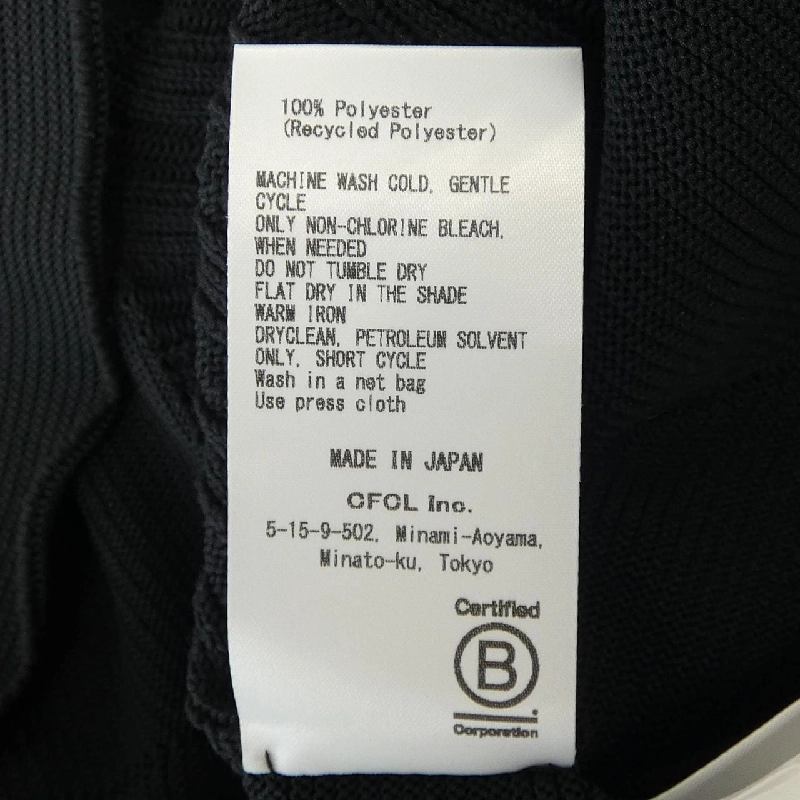 100% Polyester
(Recycled Polyester)
MACHINE WASH COLD, GENTLE
CYCLE
ONLY NON-CHLORINE BLEACH,
WHEN NEEDED
DO NOT TUMBLE DRY
FLAT DRY IN THE SHADE
WARM IRON
DRYCLEAN, PETROLEUM SOLVENT
ONLY, SHORT CYCLE
Wash in a net bag
Use press cloth
MADE IN JAPAN
CFCL Inc.
5-15-9-502, Minami-Aoyama,
Minato-ku, Tokyo
Certified
B
Corporation